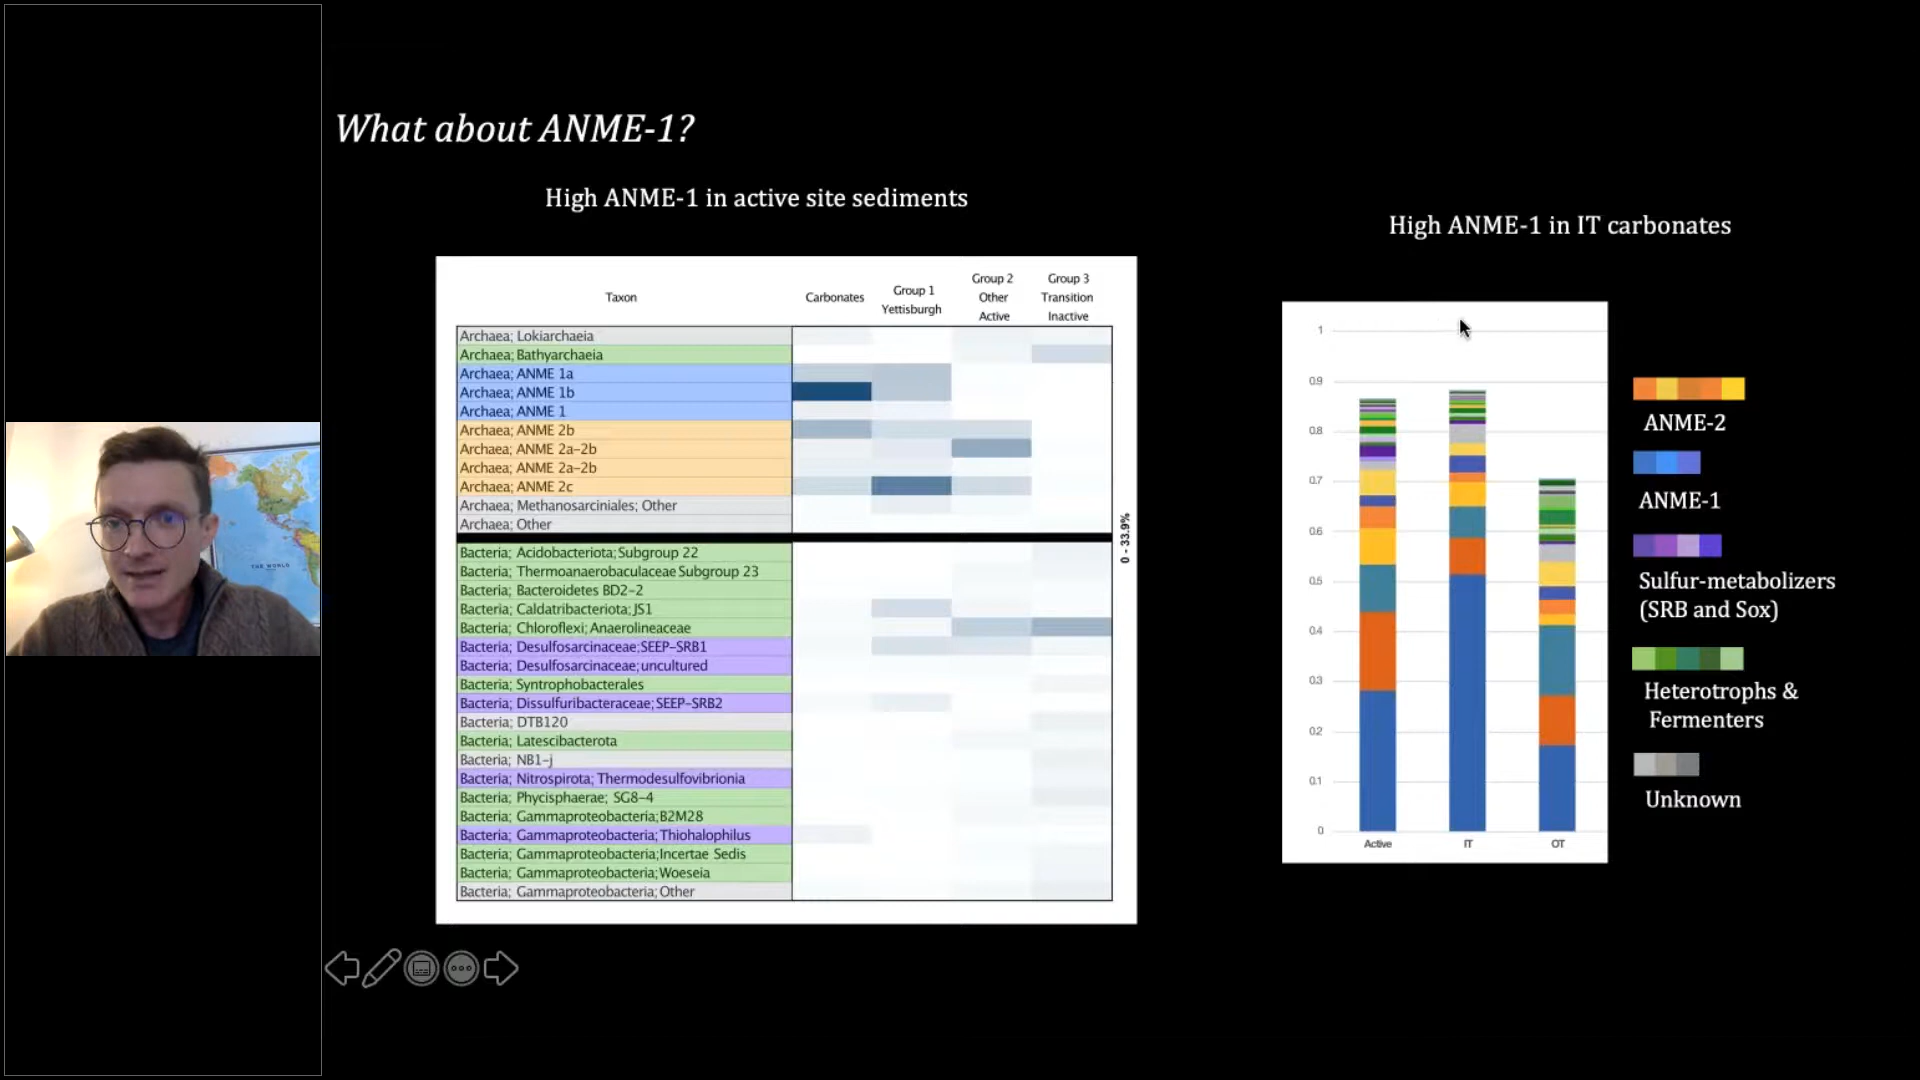 What about ANME-1?
High ANME-1 in active site sediments
High ANME-1 in IT carbonates
Taxon
Carbonates
Group 1
Yettisburgh
Group 2
Other
Active
Group 3
Transition
Inactive
Archaea; Lokiarchaeia
Archaea; Bathyarchaeia
Archaea; ANME 1a
Archaea; ANME 1b
Archaea; ANME 1
Archaea; ANME 2b
Archaea; ANME 2a-2b
Archaea; ANME 2a-2b
Archaea; ANME 2c
Archaea; Methanosarciniales; Other
Archaea; Other
Bacteria; Acidobacteriota; Subgroup 22
Bacteria; Thermoanaerobaculaceae Subgroup 23
Bacteria; Bacteroidetes BD2-2
Bacteria; Caldatribacteriota; JS1
Bacteria; Chloroflexi; Anaerolineaceae
Bacteria; Desulfosarcinaceae; SEEP-SRB1
Bacteria; Desulfosarcinaceae; uncultured
Bacteria; Syntrophobacterales
Bacteria; Dissulfuribacteraceae; SEEP-SRB2
Bacteria; DTB120
Bacteria; Latescibacterota
Bacteria; NB1-j
Bacteria; Nitrospirota; Thermodesulfovibrionia
Bacteria; Phycisphaerae; SG8-4
Bacteria; Gammaproteobacteria; B2M28
Bacteria; Gammaproteobacteria; Thiohalophilus
Bacteria; Gammaproteobacteria; Incertae Sedis
Bacteria; Gammaproteobacteria; Woeseia
Bacteria; Gammaproteobacteria; Other
0 - 33.9%
1
0.9
0.8
0.7
0.6
0.5
0.4
0.3
0.2
0.1
0
Active
IT
OT
ANME-2
ANME-1
Sulfur-metabolizers
(SRB and Sox)
Heterotrophs &
Fermenters
Unknown
THE WORLD